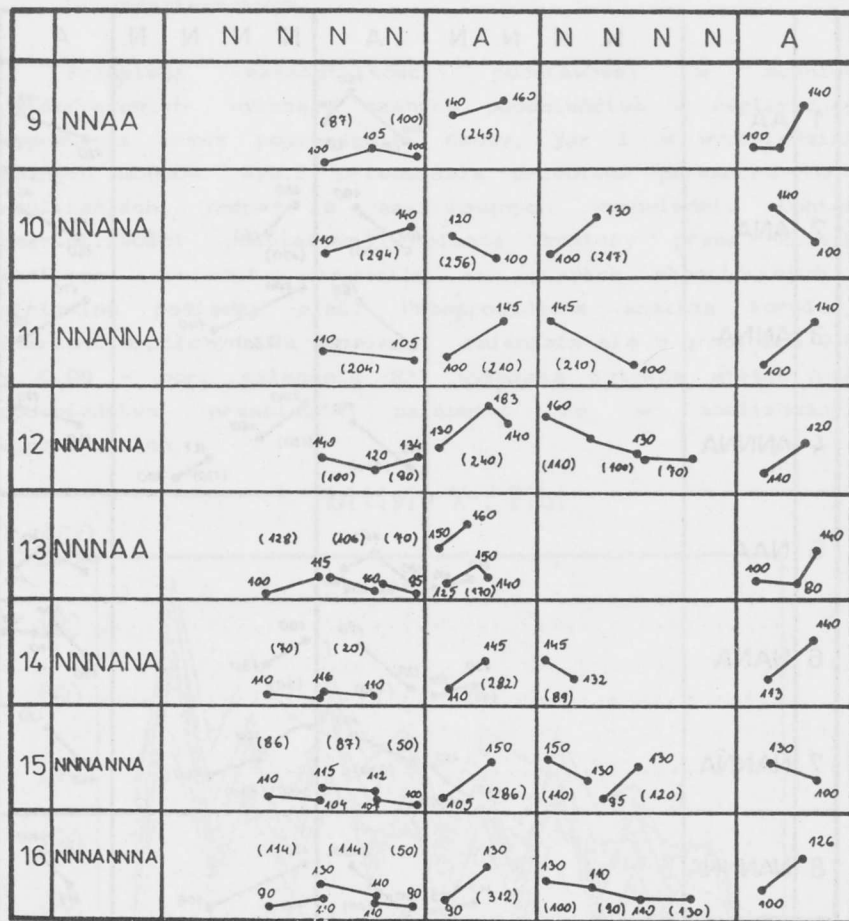 N N N N A N N N N A
9 NNAA
(87) (100)
100 105 100
140 160
(245)
100 140
10 NNANA
110 140
(294)
120 100
(256)
100 130
(217)
140 100
11 NNANNA
110 105
(204)
100 145
(210)
145 100
(210)
100 140
12 NNANNNA
140 120 134
(100) (90)
130 183 140
(240)
160 130
(110) (100) (70)
110 120
13 NNNAA
(128) (106) (70)
100 115 100 95
150 160
125 150 140
(170)
100 80 140
14 NNNANA
(70) (20)
110 116 110
110 145
(282)
145 132
(89)
113 140
15 NNNANNA
(86) (87) (50)
110 104 115 112 100
105 150
(286)
150 130 95 130
(110) (120)
130 100
16 NNNANNNA
(114) (114) (50)
90 130 110 110 90
90 130
(312)
130 110 110
(100) (90) (130)
100 126